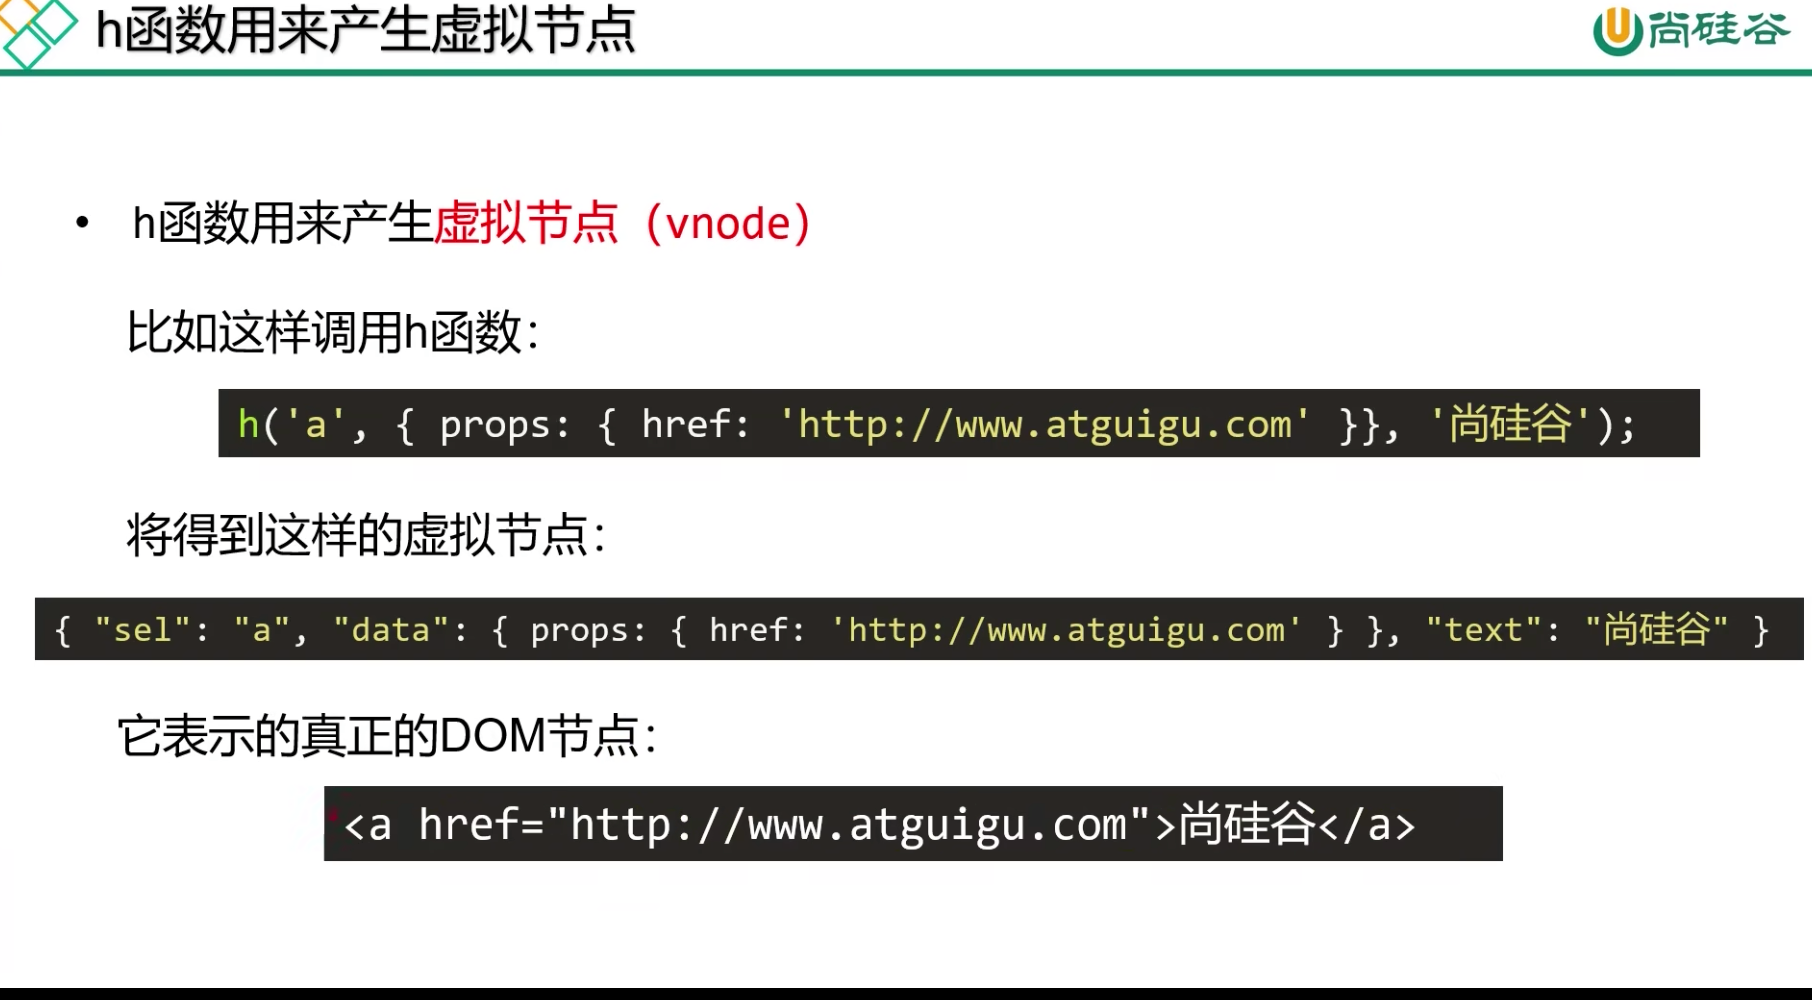 h函数用来产生虚拟节点
尚硅谷
• h函数用来产生虚拟节点（vnode）
比如这样调用h函数：
h('a', { props: { href: 'http://www.atguigu.com' }}, '尚硅谷');
将得到这样的虚拟节点：
{ "sel": "a", "data": { props: { href: 'http://www.atguigu.com' } }, "text": "尚硅谷" }
它表示的真正的DOM节点：
<a href="http://www.atguigu.com">尚硅谷</a>